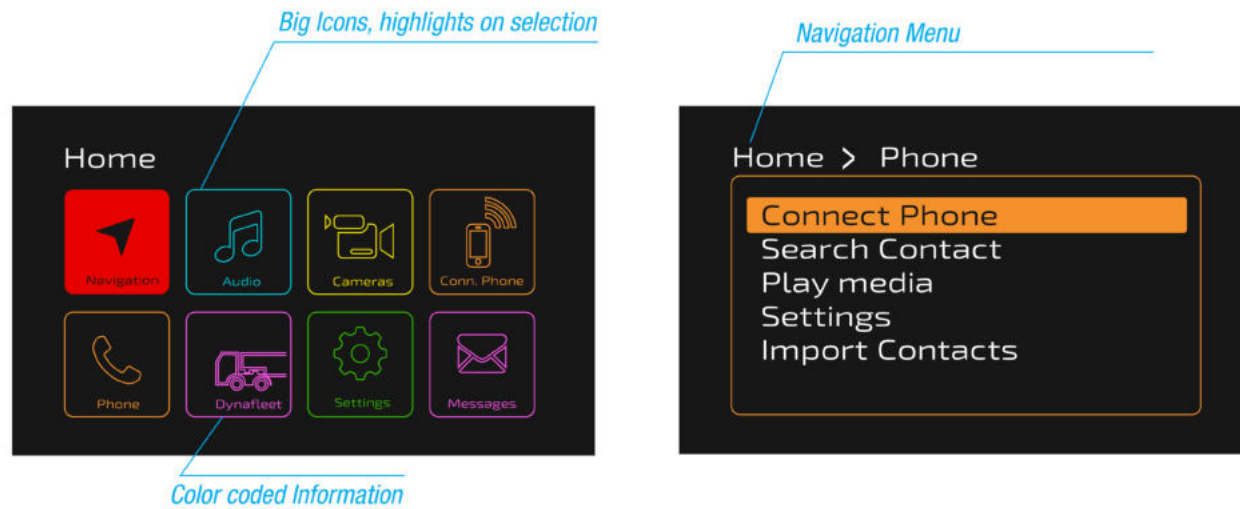 Big Icons, highlights on selection
Navigation Menu
Home
Navigation
Audio
Cameras
Conn. Phone
Phone
Dynafleet
Settings
Messages
Color coded Information
Home > Phone
Connect Phone
Search Contact
Play media
Settings
Import Contacts